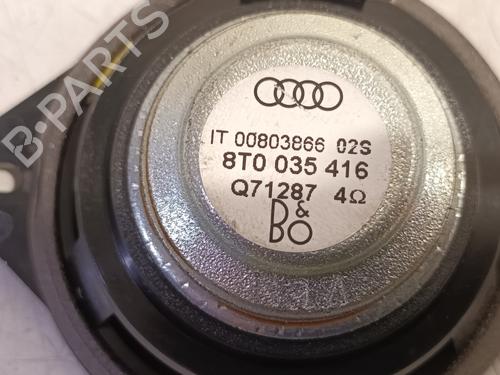 B-PARTS
IT 00803866 02S
8T0 035 416
Q71287 4Ω
B&O